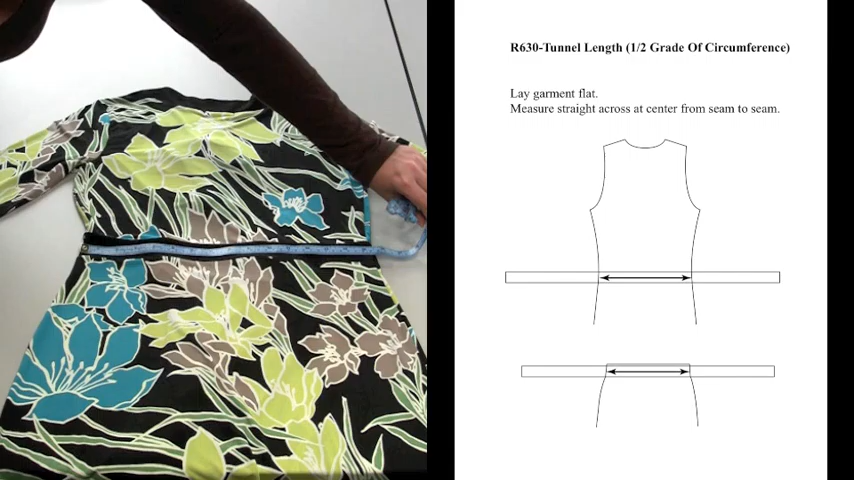 R630-Tunnel Length (1/2 Grade Of Circumference)
Lay garment flat.
Measure straight across at center from seam to seam.